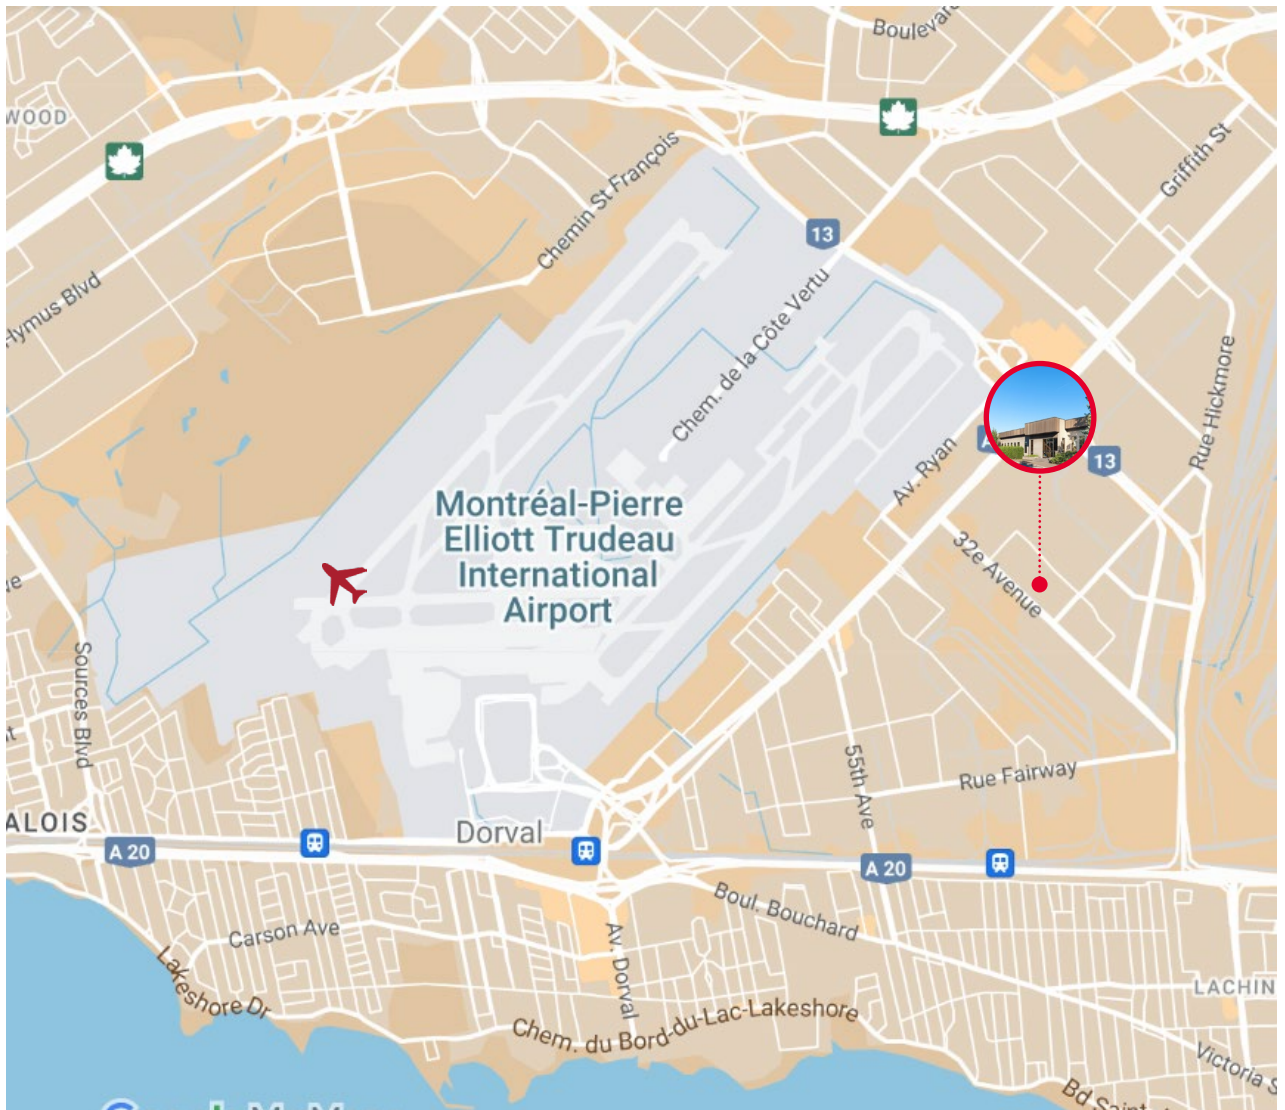 Boulevar
WOOD
Chemin St François
Griffith St
13
Hymus Blvd
Chem. de la Côte Vertu
Rue Hickmore
Av. Ryan
13
Montréal-Pierre
Elliott Trudeau
International
Airport
32e Avenue
Sources Blvd
55th Ave
Rue Fairway
ALOIS
Dorval
A 20
A 20
Boul. Bouchard
Carson Ave
Av. Dorval
Lakeshore Dr
LACHIN
Chem. du Bord-du-Lac-Lakeshore
Victoria S
Bd Saint-